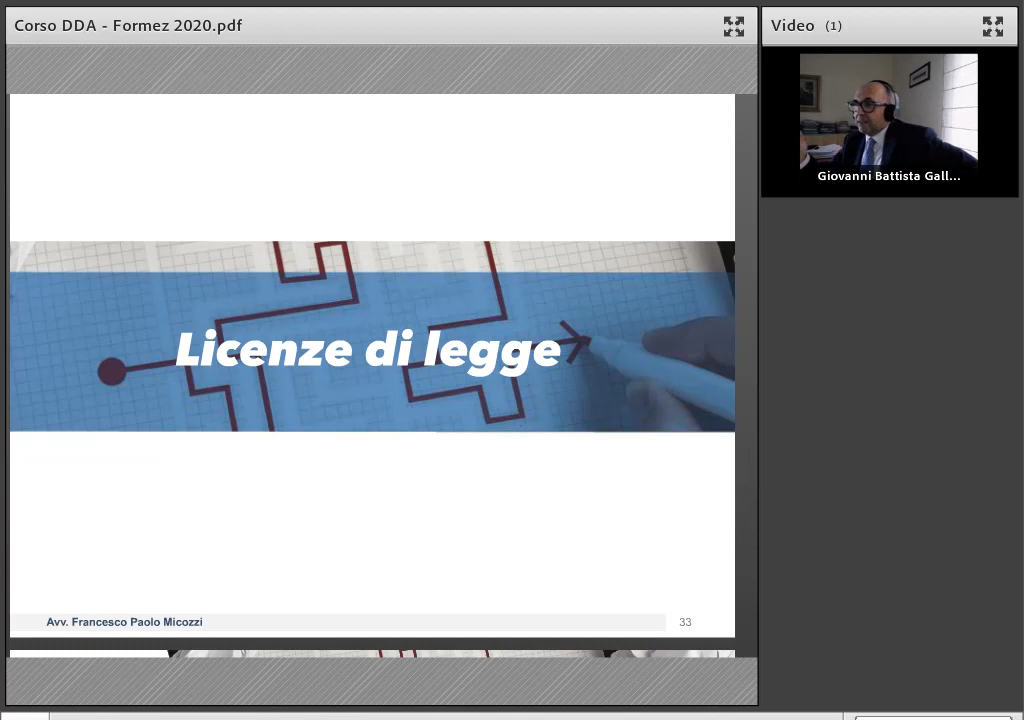 Corso DDA - Formez 2020.pdf
Video (1)
Giovanni Battista Gall...
Licenze di legge
Avv. Francesco Paolo Micozzi
33